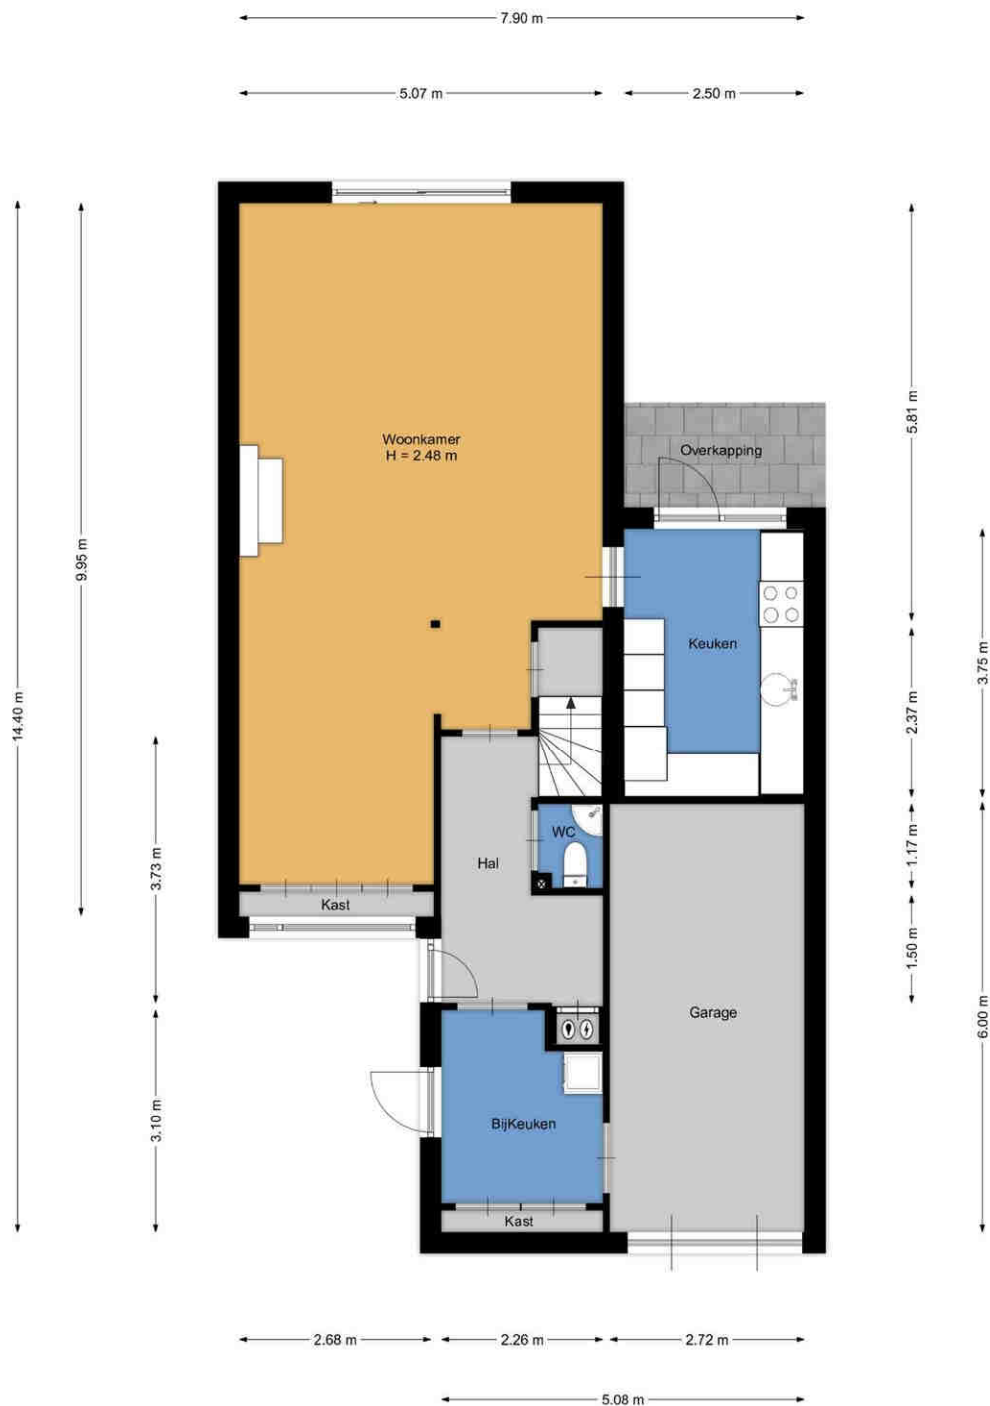 7.90 m
5.07 m
2.50 m
Woonkamer
H = 2.48 m
Overkapping
5.81 m
9.95 m
Keuken
3.75 m
14.40 m
2.37 m
WC
1.17 m
Hal
3.73 m
Kast
1.50 m
Garage
6.00 m
3.10 m
BijKeuken
Kast
2.68 m
2.26 m
2.72 m
5.08 m